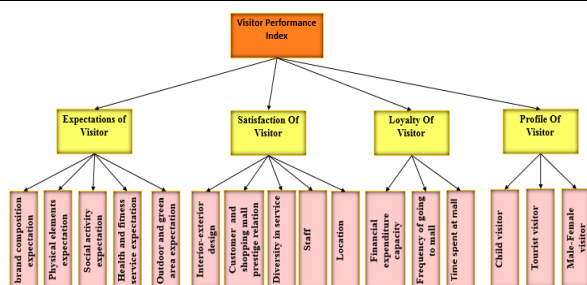 Visitor Performance
Index
Expectations of
Visitor
Satisfaction Of
Visitor
Loyalty Of
Visitor
Profile Of
Visitor
brand composition
expectation
Physical elements
expectation
Social activity
expectation
Health and fitness
service expectation
Outdoor and green
area expectation
Interior-exterior
design
Customer and
shopping mall
prestige relation
Diversity in service
Staff
Location
Financial
expenditure
capacity
Frequency of going
to mall
Time spent at mall
Child visitor
Tourist visitor
Male-Female
visitor